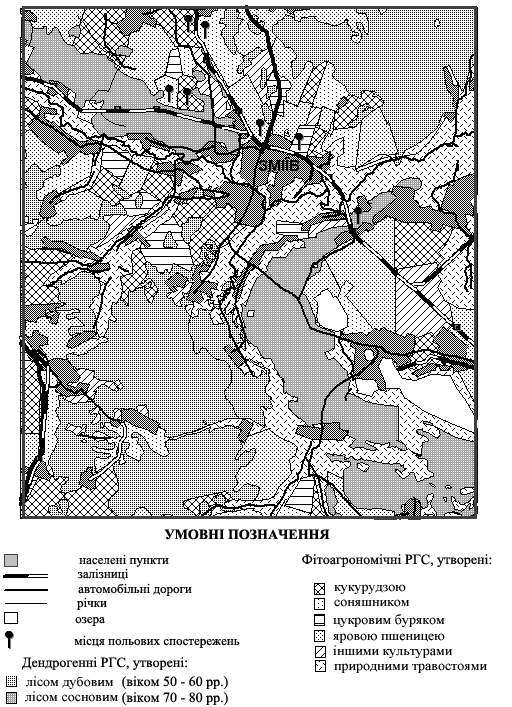 ЗМІЇВ
УМОВНІ ПОЗНАЧЕННЯ
населені пункти
залізниці
автомобільні дороги
річки
озера
місця польових спостережень
Дендрогенні РГС, утворені:
лісом дубовим (віком 50 - 60 рр.)
лісом сосновим (віком 70 - 80 рр.)
Фітоагрономічні РГС, утворені:
кукурудзою
соняшником
цукровим буряком
яровою пшеницею
іншими культурами
природними травостоями